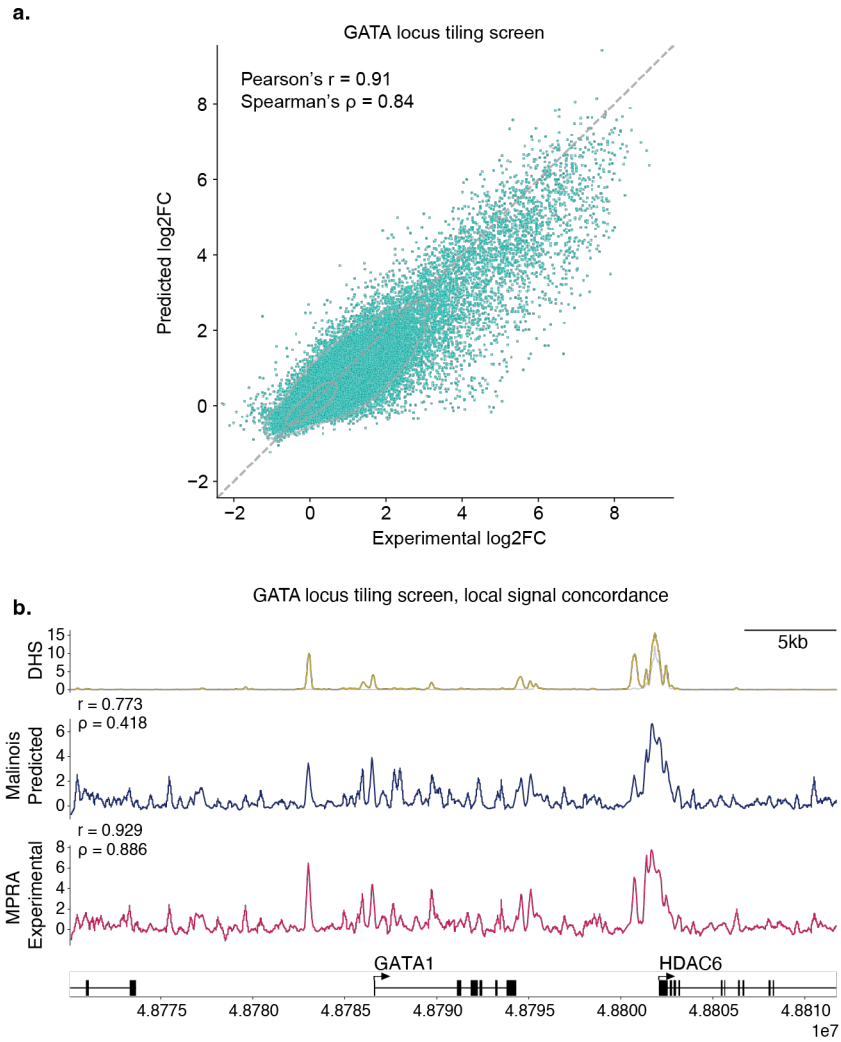 a.
GATA locus tiling screen
Pearson's r = 0.91
Spearman's ρ = 0.84
Predicted log2FC
8
6
4
2
0
−2
−2 0 2 4 6 8
Experimental log2FC
b.
GATA locus tiling screen, local signal concordance
DHS
15
10
5
0
5kb
r = 0.773
ρ = 0.418
Malinois
Predicted
6
4
2
0
r = 0.929
ρ = 0.886
MPRA
Experimental
8
6
4
2
0
GATA1 HDAC6
4.8775 4.8780 4.8785 4.8790 4.8795 4.8800 4.8805 4.8810
1e7